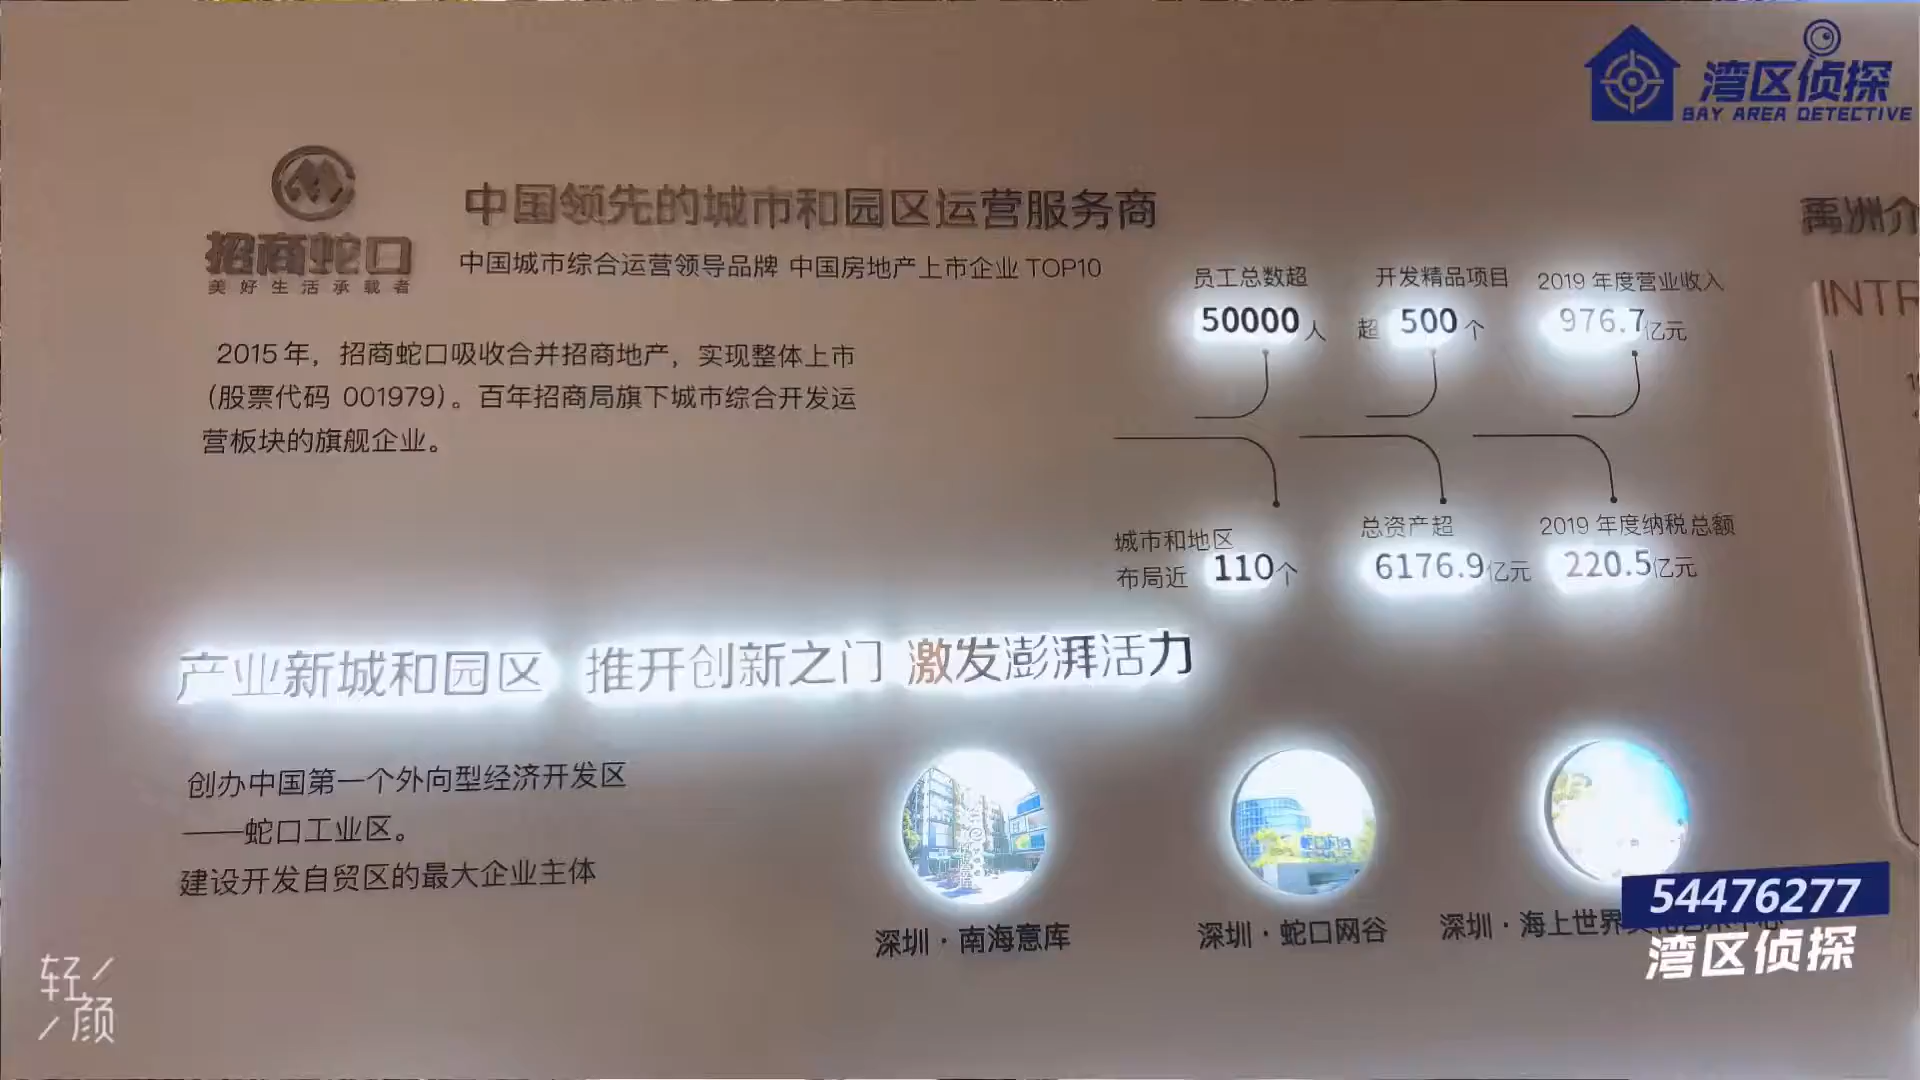 湾区侦探
BAY AREA DETECTIVE
招商蛇口
美好生活承载者
中国领先的城市和园区运营服务商
中国城市综合运营领导品牌 中国房地产上市企业 TOP10
2015年，招商蛇口吸收合并招商地产，实现整体上市
（股票代码 001979）。百年招商局旗下城市综合开发运
营板块的旗舰企业。
员工总数超
50000人
开发精品项目
超 500个
2019 年度营业收入
976.7亿元
城市和地区
布局近 110个
总资产超
6176.9亿元
2019 年度纳税总额
220.5亿元
禹洲介
INTR
产业新城和园区 推开创新之门 激发澎湃活力
创办中国第一个外向型经济开发区
——蛇口工业区。
建设开发自贸区的最大企业主体
深圳·南海意库
深圳·蛇口网谷
深圳·海上世界
54476277
湾区侦探
轻颜